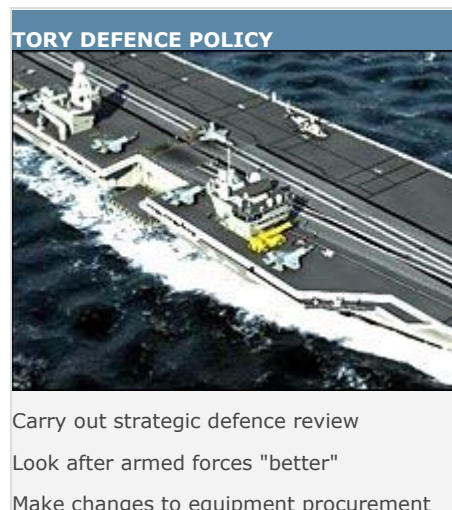 TORY DEFENCE POLICY
Carry out strategic defence review
Look after armed forces "better"
Make changes to equipment procurement